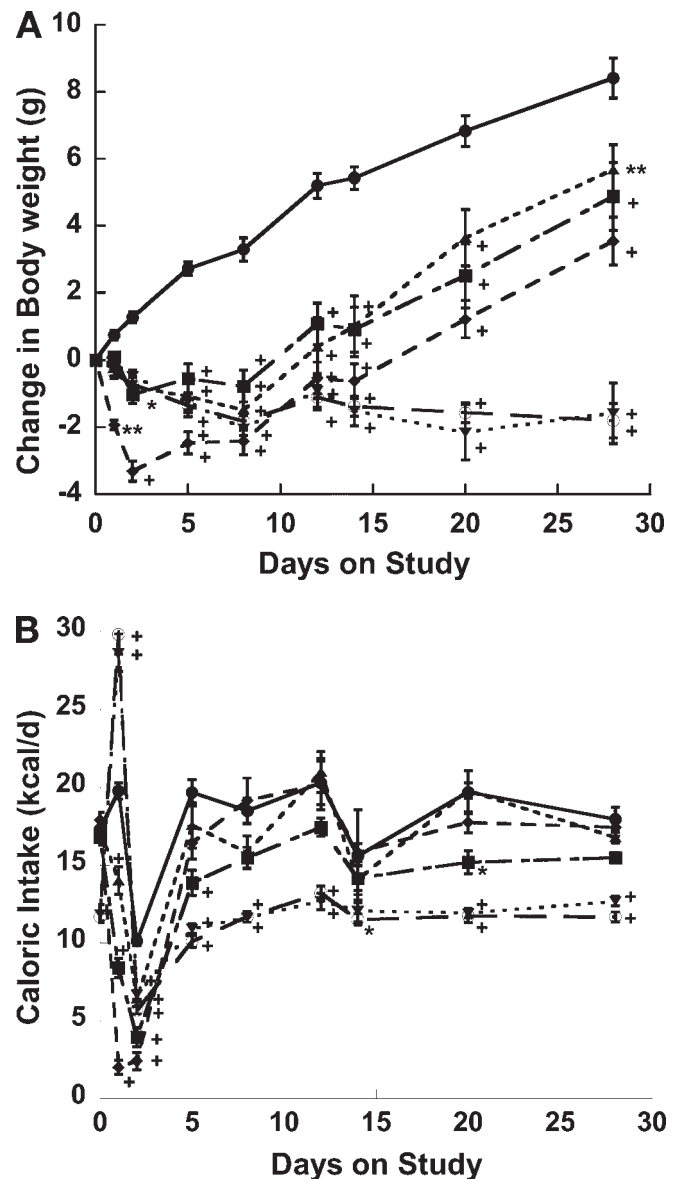 A
Change in Body weight (g)
10
8
6
4
2
0
-2
-4
** + +
* ** +
0 5 10 15 20 25 30
Days on Study
B
Caloric Intake (kcal/d)
30
25
20
15
10
5
0
* *
0 5 10 15 20 25 30
Days on Study